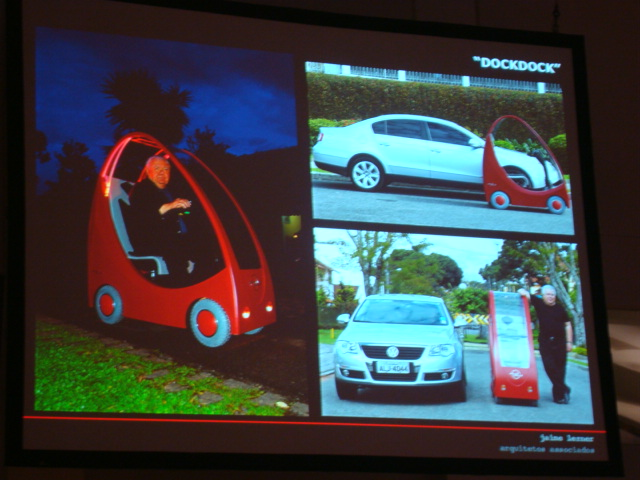 "DOCKDOCK"
jaime lerner
arquitetos associados